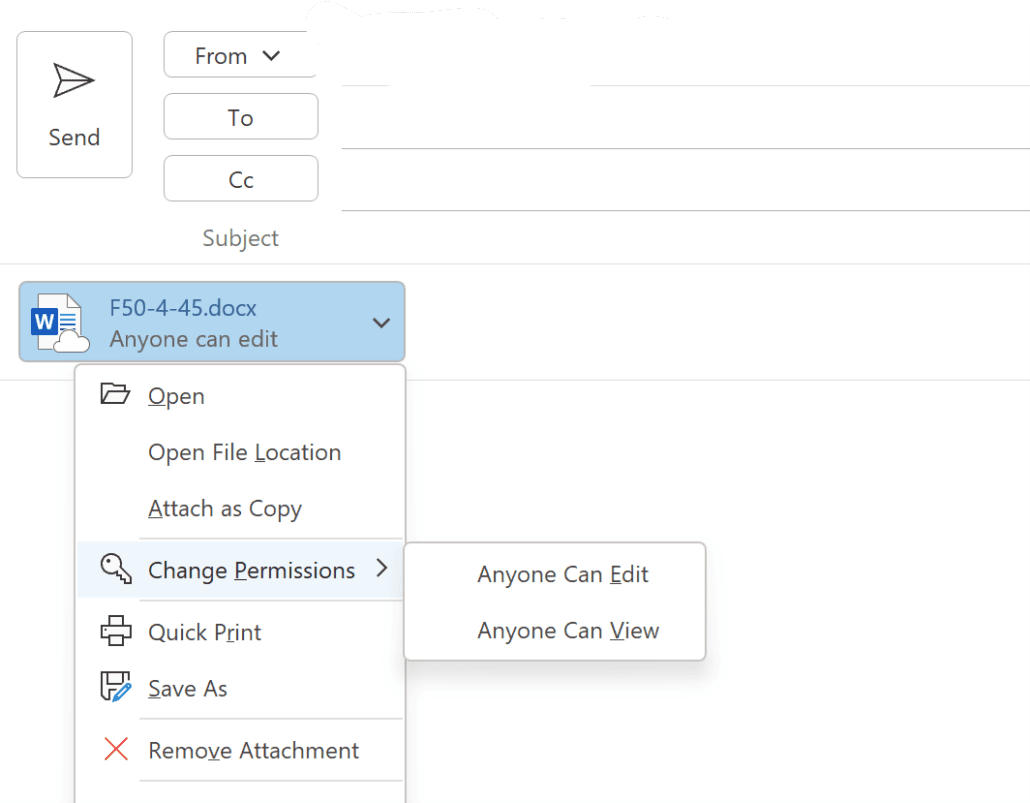 From
To
Send
Cc
Subject
W
F50-4-45.docx
Anyone can edit
Open
Open File Location
Attach as Copy
Change Permissions
Anyone Can Edit
Anyone Can View
Quick Print
Save As
Remove Attachment